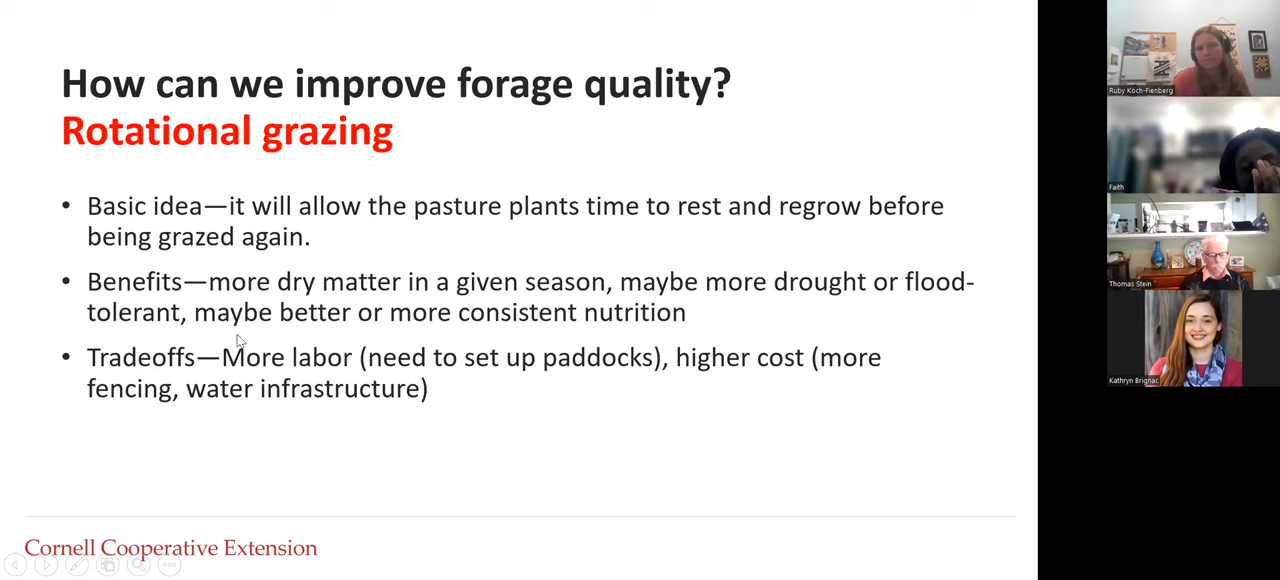 How can we improve forage quality?
Rotational grazing
• Basic idea—it will allow the pasture plants time to rest and regrow before
being grazed again.
• Benefits—more dry matter in a given season, maybe more drought or flood-
tolerant, maybe better or more consistent nutrition
• Tradeoffs—More labor (need to set up paddocks), higher cost (more
fencing, water infrastructure)
Cornell Cooperative Extension
Ruby Koch-Fienberg
Faith
Thomas Stein
Kathryn Brignac